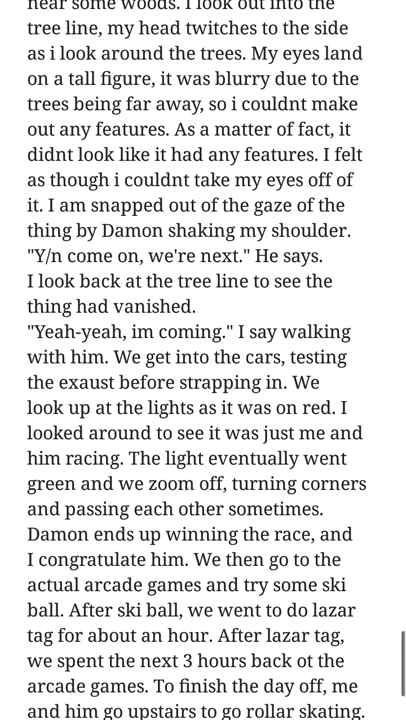 near some woods. I look out into the
tree line, my head twitches to the side
as i look around the trees. My eyes land
on a tall figure, it was blurry due to the
trees being far away, so i couldnt make
out any features. As a matter of fact, it
didnt look like it had any features. I felt
as though i couldnt take my eyes off of
it. I am snapped out of the gaze of the
thing by Damon shaking my shoulder.
"Y/n come on, we're next." He says.
I look back at the tree line to see the
thing had vanished.
"Yeah-yeah, im coming." I say walking
with him. We get into the cars, testing
the exaust before strapping in. We
look up at the lights as it was on red. I
looked around to see it was just me and
him racing. The light eventually went
green and we zoom off, turning corners
and passing each other sometimes.
Damon ends up winning the race, and
I congratulate him. We then go to the
actual arcade games and try some ski
ball. After ski ball, we went to do lazar
tag for about an hour. After lazar tag,
we spent the next 3 hours back ot the
arcade games. To finish the day off, me
and him go upstairs to go rollar skating.